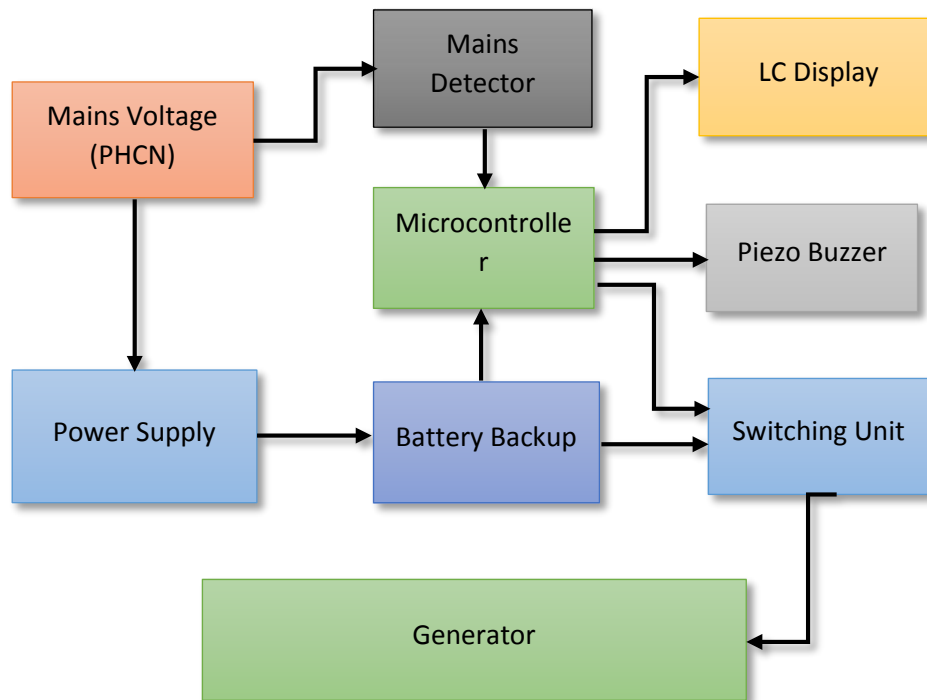 Mains
Detector
LC Display
Mains Voltage
(PHCN)
Microcontrolle
r
Piezo Buzzer
Power Supply
Battery Backup
Switching Unit
Generator